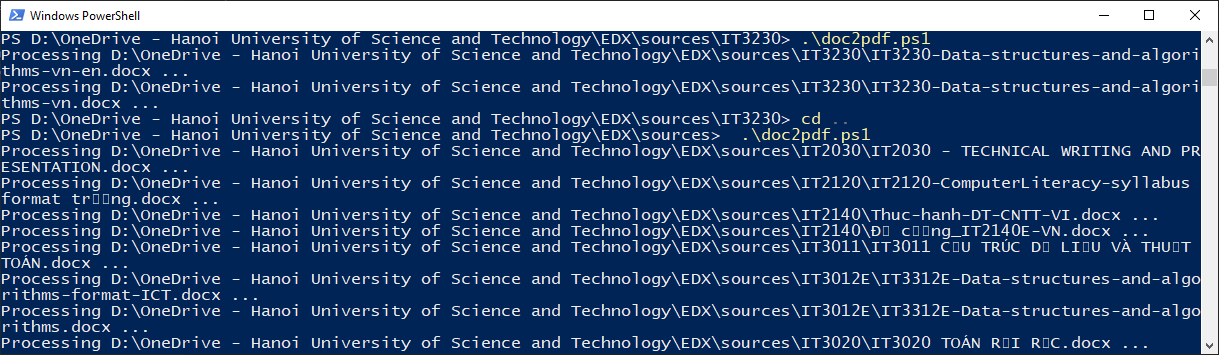 Windows PowerShell
PS D:\OneDrive - Hanoi University of Science and Technology\EDX\sources\IT3230> .\doc2pdf.ps1
Processing D:\OneDrive - Hanoi University of Science and Technology\EDX\sources\IT3230\IT3230-Data-structures-and-algori
thms-vn-en.docx ...
Processing D:\OneDrive - Hanoi University of Science and Technology\EDX\sources\IT3230\IT3230-Data-structures-and-algori
thms-vn.docx ...
PS D:\OneDrive - Hanoi University of Science and Technology\EDX\sources\IT3230> cd ..
PS D:\OneDrive - Hanoi University of Science and Technology\EDX\sources>  .\doc2pdf.ps1
Processing D:\OneDrive - Hanoi University of Science and Technology\EDX\sources\IT2030\IT2030 - TECHNICAL WRITING AND PR
ESENTATION.docx ...
Processing D:\OneDrive - Hanoi University of Science and Technology\EDX\sources\IT2120\IT2120-ComputerLiteracy-syllabus
format tr▯▯ng.docx ...
Processing D:\OneDrive - Hanoi University of Science and Technology\EDX\sources\IT2140\Thuc-hanh-DT-CNTT-VI.docx ...
Processing D:\OneDrive - Hanoi University of Science and Technology\EDX\sources\IT2140\Đ▯ c▯▯ng_IT2140E-VN.docx ...
Processing D:\OneDrive - Hanoi University of Science and Technology\EDX\sources\IT3011\IT3011 C▯U TRÚC D▯ LI▯U VÀ THU▯T
TOÁN.docx ...
Processing D:\OneDrive - Hanoi University of Science and Technology\EDX\sources\IT3012E\IT3312E-Data-structures-and-algo
rithms-format-ICT.docx ...
Processing D:\OneDrive - Hanoi University of Science and Technology\EDX\sources\IT3012E\IT3312E-Data-structures-and-algo
rithms.docx ...
Processing D:\OneDrive - Hanoi University of Science and Technology\EDX\sources\IT3020\IT3020 TOÁN R▯I R▯C.docx ...